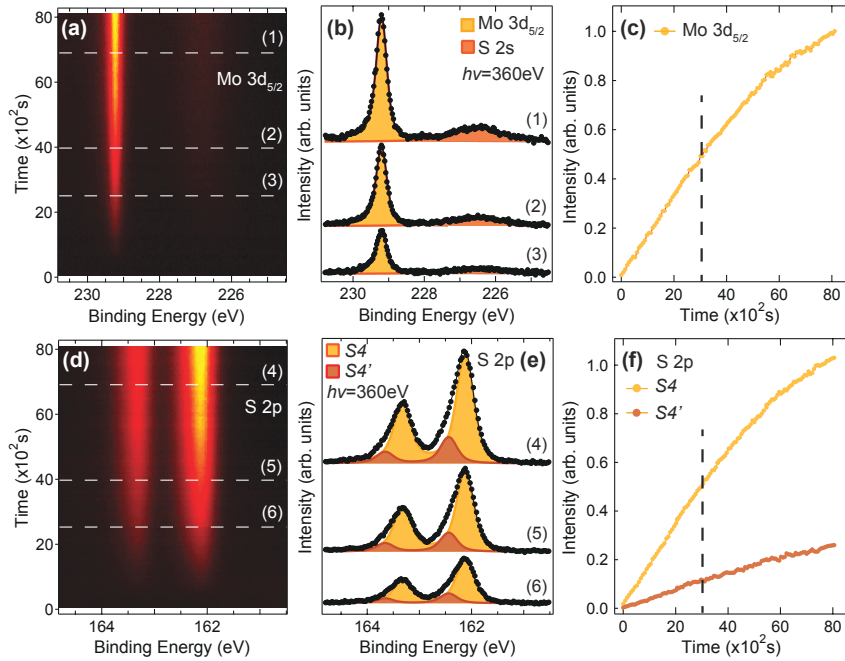 (a)
(1)
Mo 3d5/2
(2)
(3)
Time (x10²s)
80
60
40
20
0
230
228
226
Binding Energy (eV)
(b)
Mo 3d5/2
S 2s
hν=360eV
(1)
(2)
(3)
Intensity (arb. units)
230
228
226
Binding Energy (eV)
(c)
Mo 3d5/2
Intensity (arb. units)
1.0
0.8
0.6
0.4
0.2
0.0
0
20
40
60
80
Time (x10²s)
(d)
(4)
S 2p
(5)
(6)
Time (x10²s)
80
60
40
20
0
164
162
Binding Energy (eV)
S4
S4'
hν=360eV
S 2p
(e)
(4)
(5)
(6)
Intensity (arb. units)
164
162
Binding Energy (eV)
(f)
S 2p
S4
S4'
Intensity (arb. units)
1.0
0.8
0.6
0.4
0.2
0.0
0
20
40
60
80
Time (x10²s)